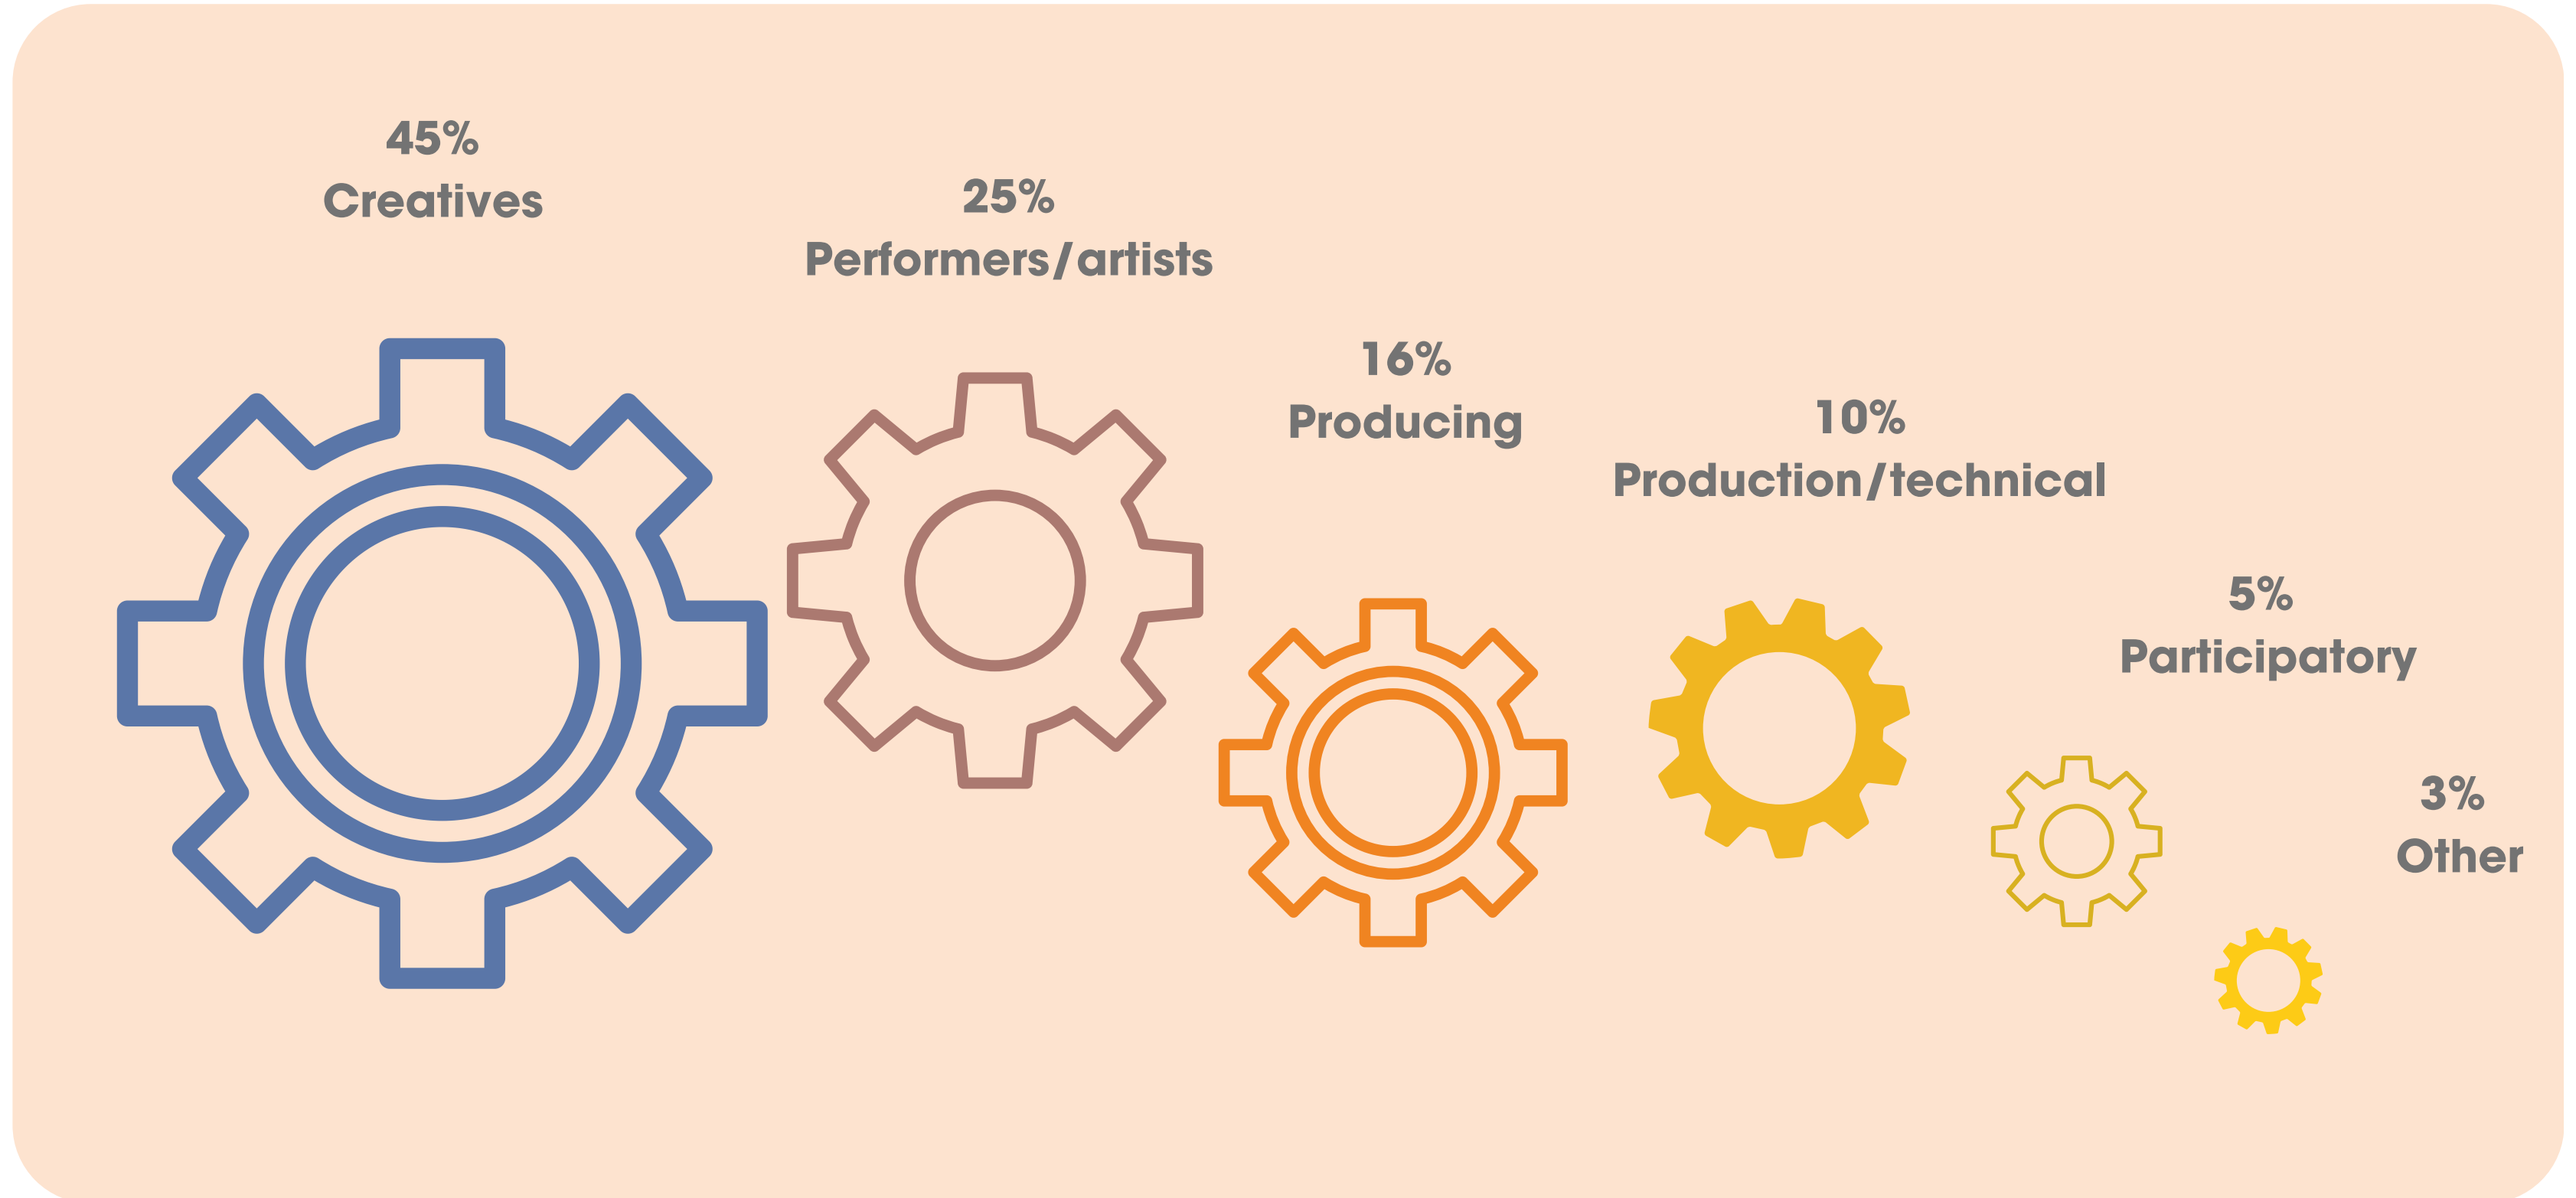 45%
Creatives
25%
Performers/artists
16%
Producing
10%
Production/technical
5%
Participatory
3%
Other